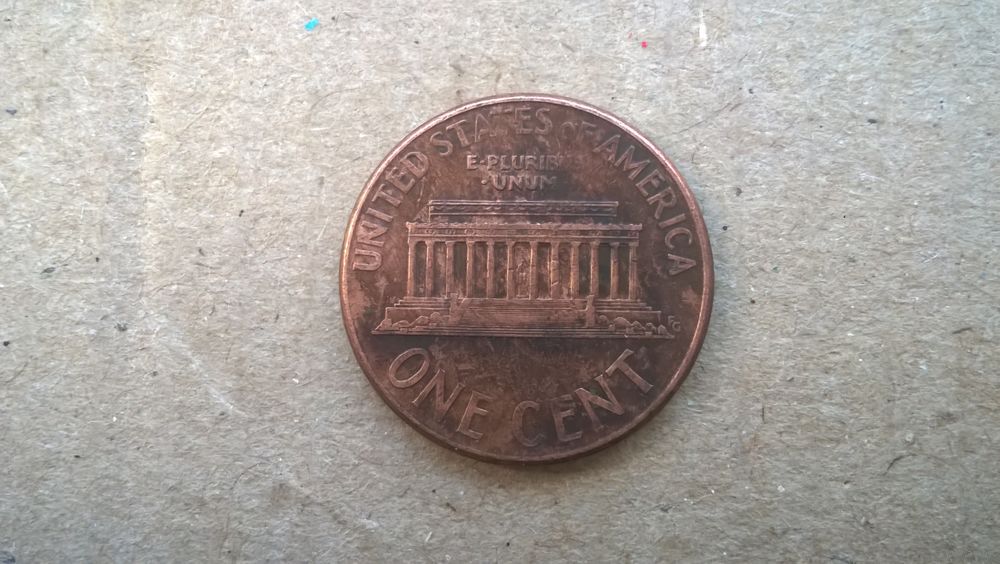 UNITED STATES OF AMERICA
E·PLURIBUS
·UNUM
FG
ONE CENT